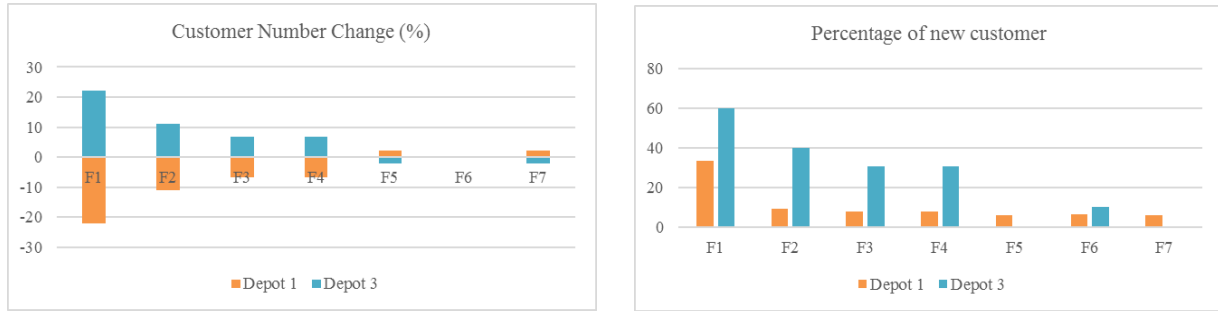 Customer Number Change (%)
30
20
10
0
-10
-20
-30
F1 F2 F3 F4 F5 F6 F7
Depot 1 Depot 3
Percentage of new customer
80
60
40
20
0
F1 F2 F3 F4 F5 F6 F7
Depot 1 Depot 3